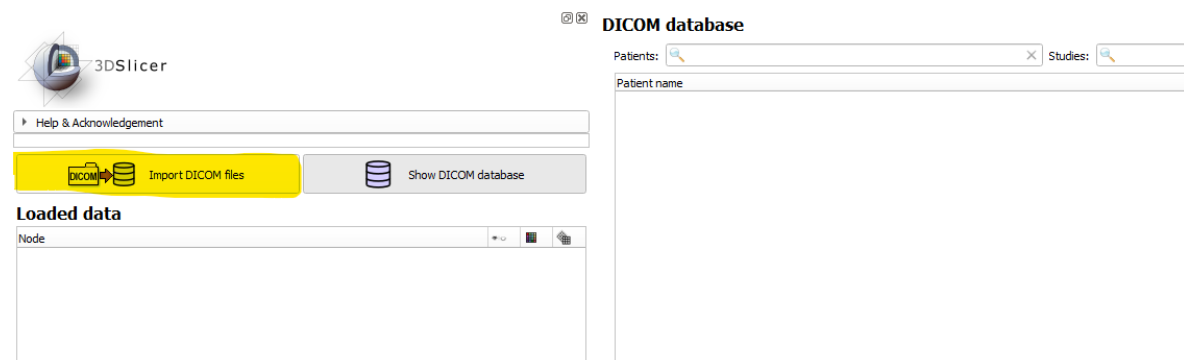 DICOM database
3DSlicer
Patients:
Studies:
Patient name
Help & Acknowledgement
DICOM
Import DICOM files
Show DICOM database
Loaded data
Node